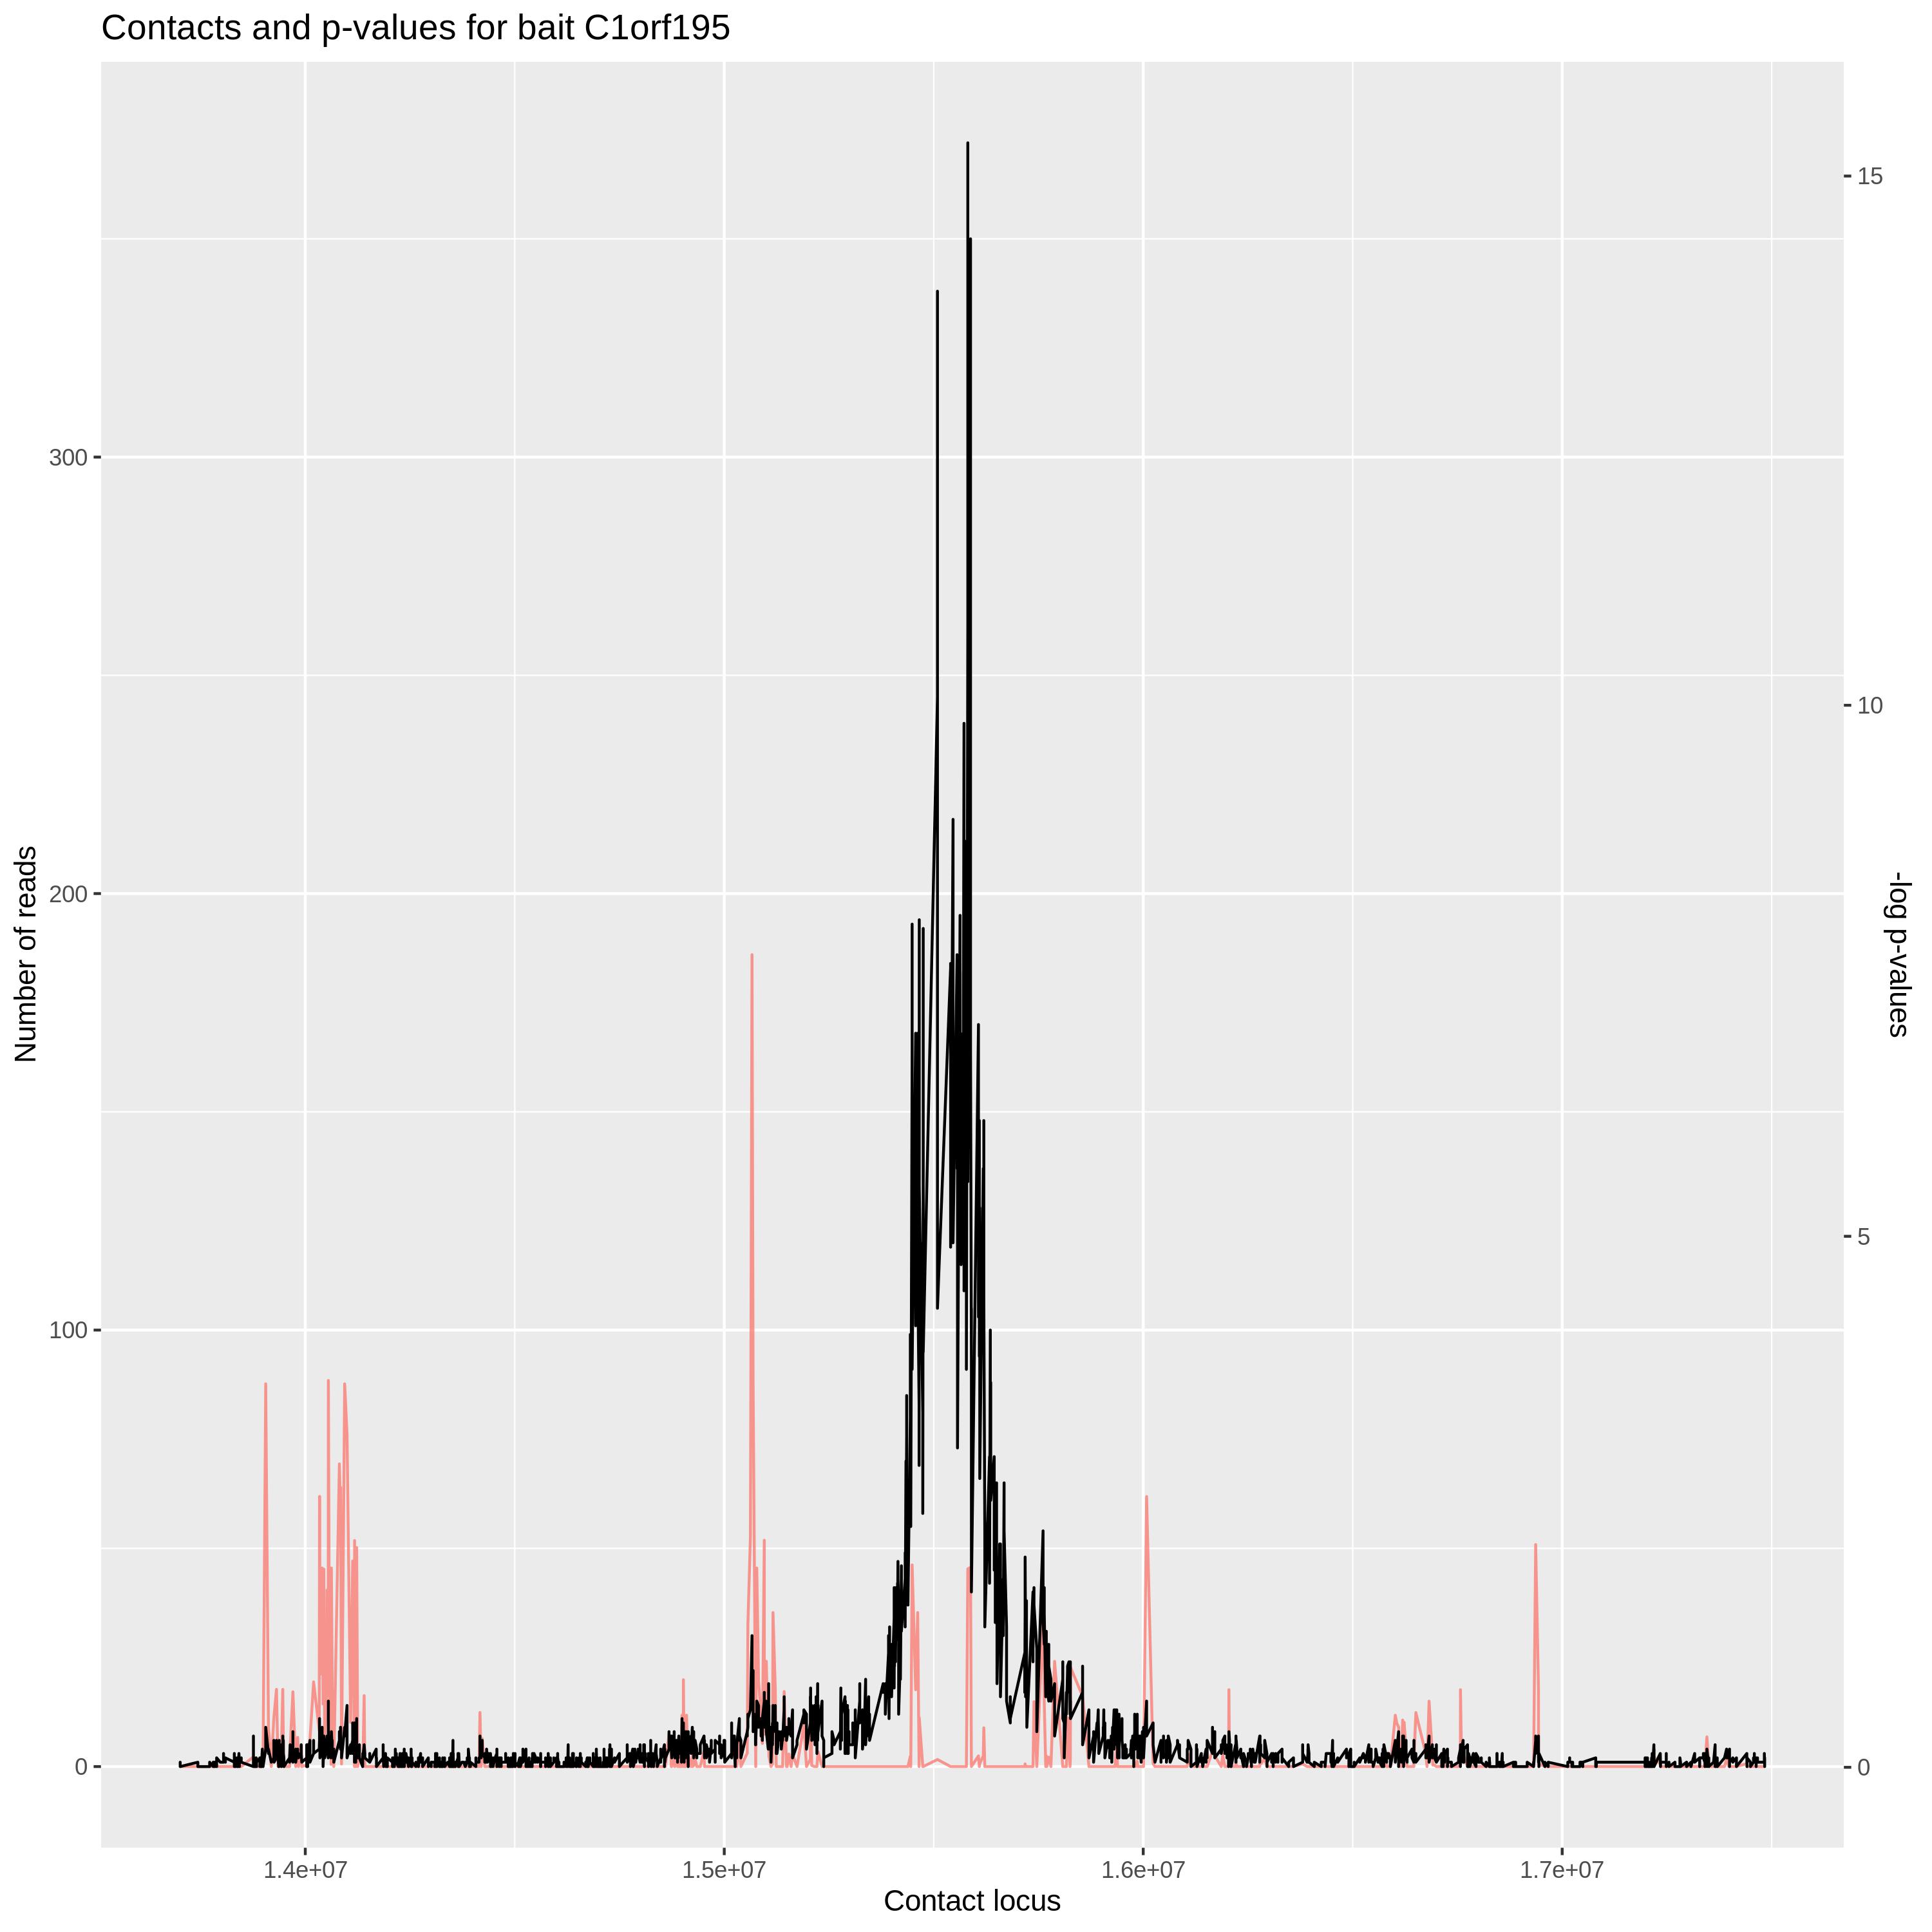 Contacts and p-values for bait C1orf195
300
200
100
0
Number of reads
15
10
5
0
-log p-values
1.4e+07
1.5e+07
1.6e+07
1.7e+07
Contact locus